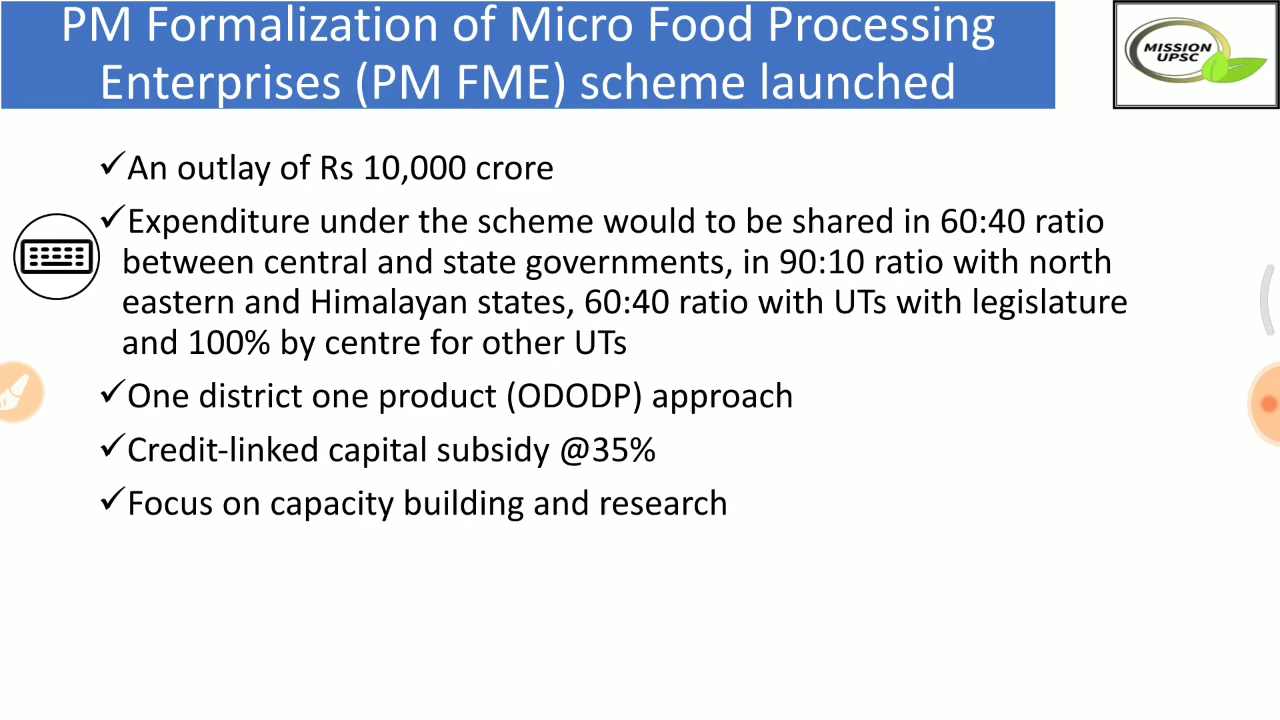 PM Formalization of Micro Food Processing
Enterprises (PM FME) scheme launched
MISSION
UPSC
✓An outlay of Rs 10,000 crore
✓Expenditure under the scheme would to be shared in 60:40 ratio
between central and state governments, in 90:10 ratio with north
eastern and Himalayan states, 60:40 ratio with UTs with legislature
and 100% by centre for other UTs
✓One district one product (ODODP) approach
✓Credit-linked capital subsidy @35%
✓Focus on capacity building and research